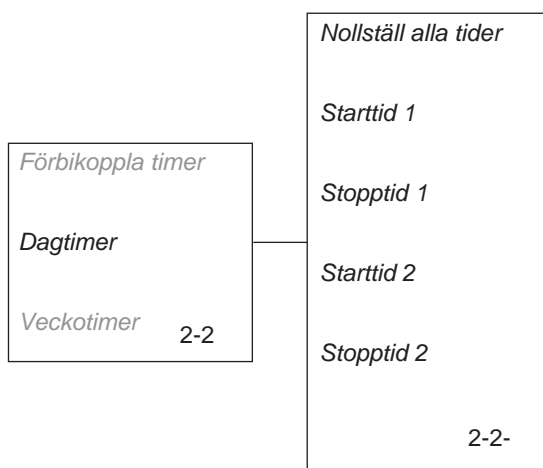 Förbikoppla timer
Dagtimer
Veckotimer
2-2
Nollställ alla tider
Starttid 1
Stopptid 1
Starttid 2
Stopptid 2
2-2-